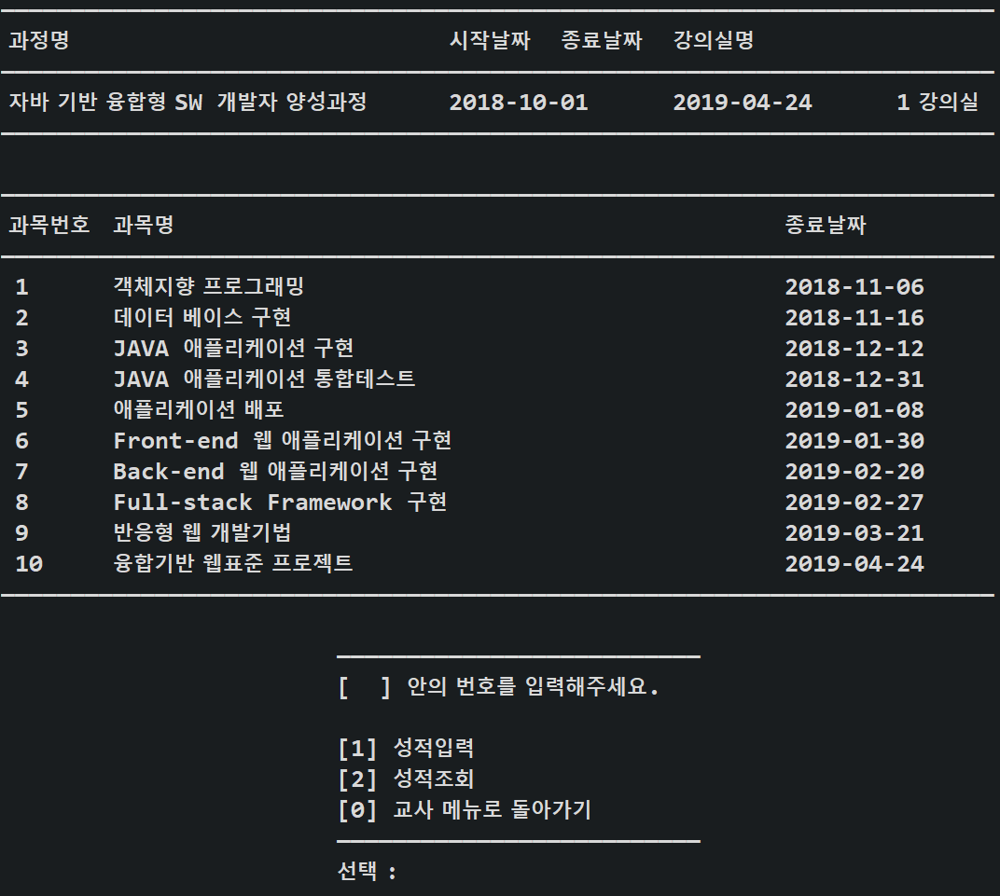 과정명 시작날짜 종료날짜 강의실명
자바 기반 융합형 SW 개발자 양성과정 2018-10-01 2019-04-24 1 강의실
과목번호 과목명 종료날짜
1 객체지향 프로그래밍 2018-11-06
2 데이터 베이스 구현 2018-11-16
3 JAVA 애플리케이션 구현 2018-12-12
4 JAVA 애플리케이션 통합테스트 2018-12-31
5 애플리케이션 배포 2019-01-08
6 Front-end 웹 애플리케이션 구현 2019-01-30
7 Back-end 웹 애플리케이션 구현 2019-02-20
8 Full-stack Framework 구현 2019-02-27
9 반응형 웹 개발기법 2019-03-21
10 융합기반 웹표준 프로젝트 2019-04-24
[ ] 안의 번호를 입력해주세요.
[1] 성적입력
[2] 성적조회
[0] 교사 메뉴로 돌아가기
선택 :